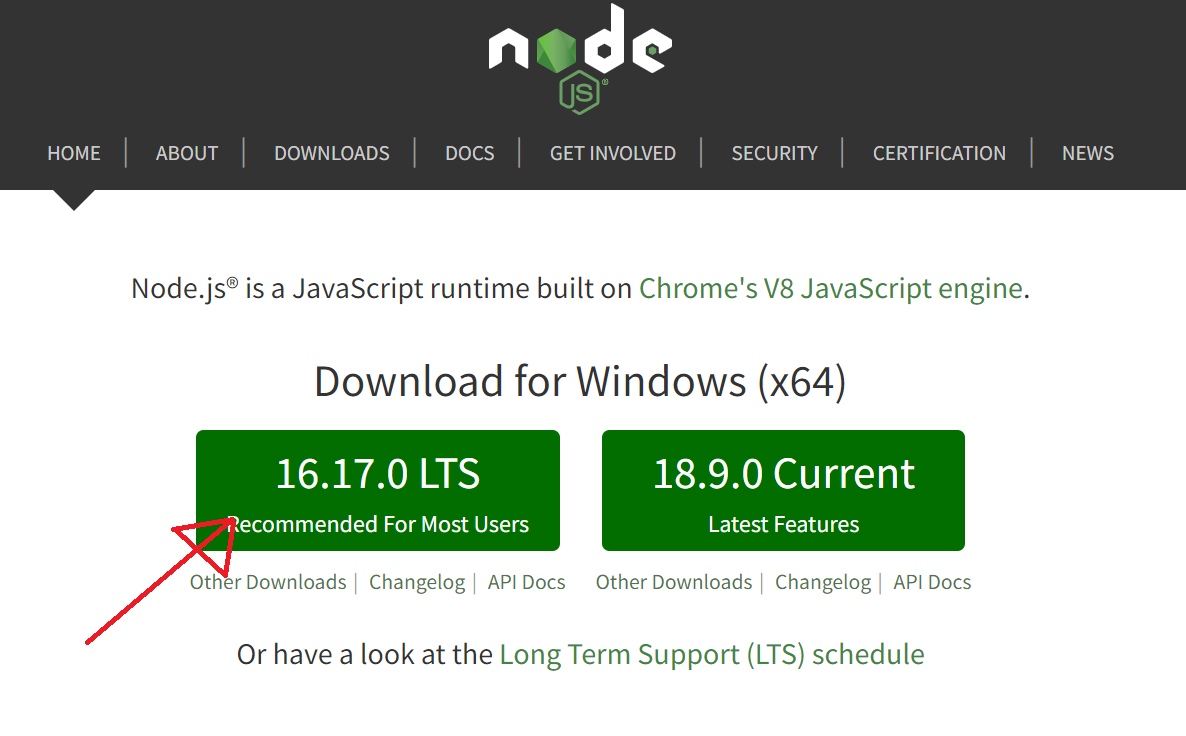 node
JS®
HOME | ABOUT | DOWNLOADS | DOCS | GET INVOLVED | SECURITY | CERTIFICATION | NEWS
Node.js® is a JavaScript runtime built on Chrome's V8 JavaScript engine.
Download for Windows (x64)
16.17.0 LTS
Recommended For Most Users
18.9.0 Current
Latest Features
Other Downloads | Changelog | API Docs
Other Downloads | Changelog | API Docs
Or have a look at the Long Term Support (LTS) schedule